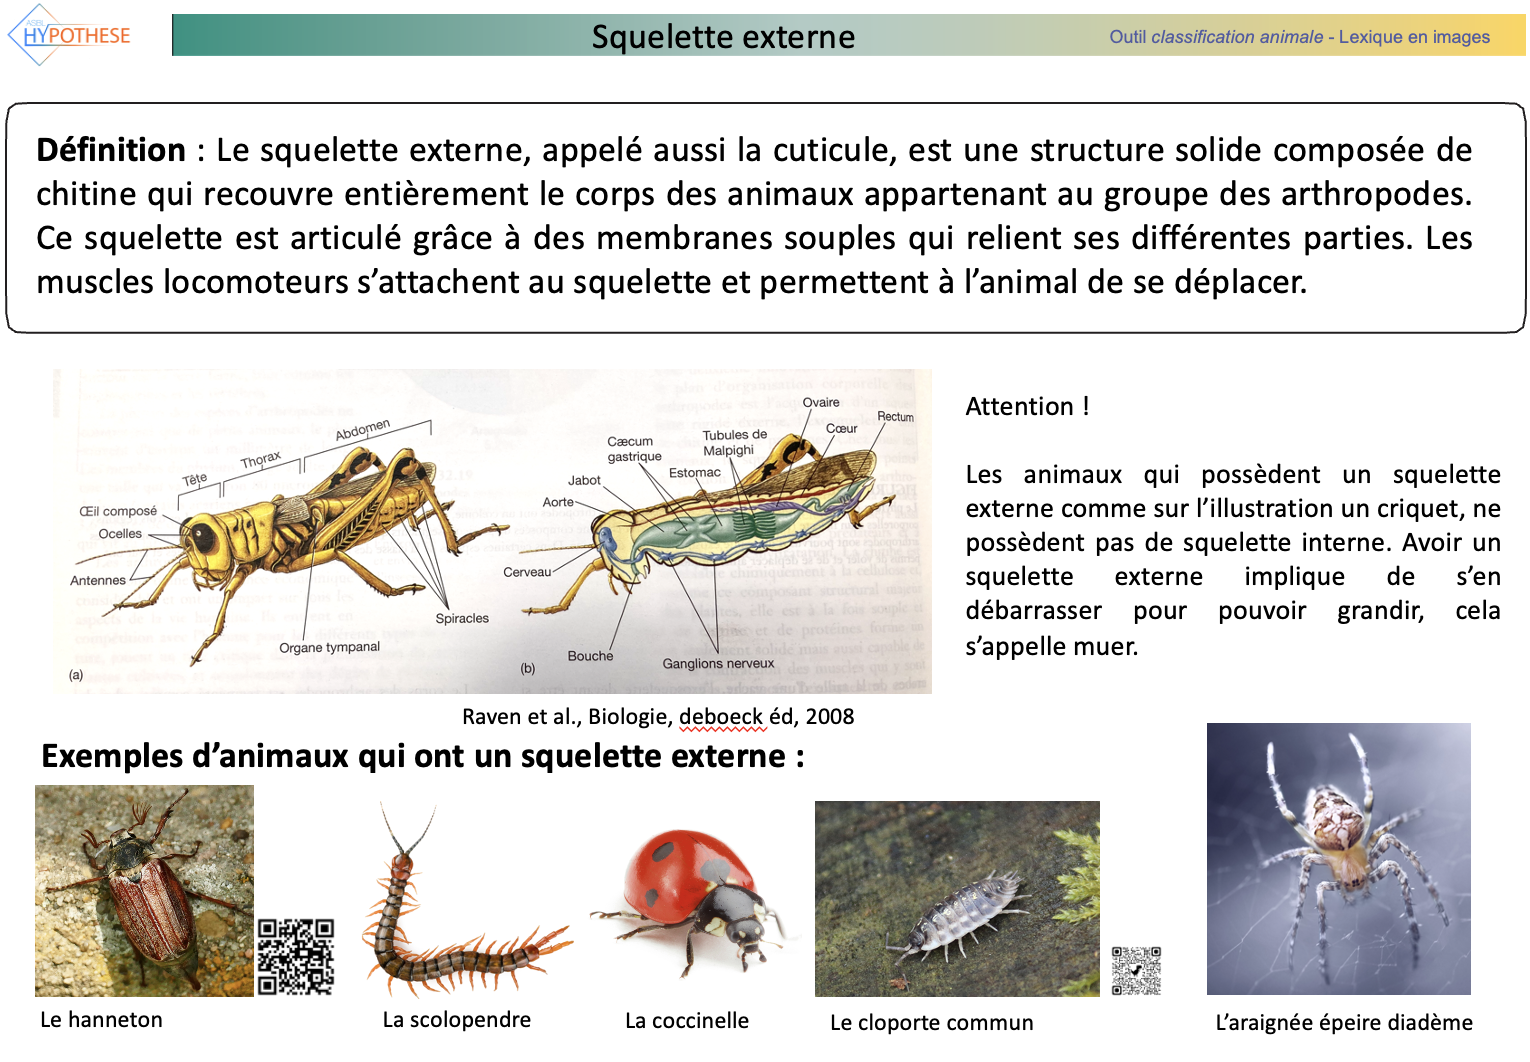 ASBL
HYPOTHESE
Squelette externe
Outil classification animale - Lexique en images
Définition : Le squelette externe, appelé aussi la cuticule, est une structure solide composée de
chitine qui recouvre entièrement le corps des animaux appartenant au groupe des arthropodes.
Ce squelette est articulé grâce à des membranes souples qui relient ses différentes parties. Les
muscles locomoteurs s’attachent au squelette et permettent à l’animal de se déplacer.
Abdomen
Thorax
Tête
Œil composé
Ocelles
Antennes
Spiracles
Organe tympanal
(a)
Ovaire
Rectum
Cœur
Tubules de
Malpighi
Cæcum
gastrique
Estomac
Jabot
Aorte
Cerveau
Bouche
Ganglions nerveux
(b)
Attention !
Les animaux qui possèdent un squelette
externe comme sur l’illustration un criquet, ne
possèdent pas de squelette interne. Avoir un
squelette externe implique de s’en
débarrasser pour pouvoir grandir, cela
s’appelle muer.
Raven et al., Biologie, deboeck éd, 2008
Exemples d’animaux qui ont un squelette externe :
Le hanneton
La scolopendre
La coccinelle
Le cloporte commun
L’araignée épeire diadème